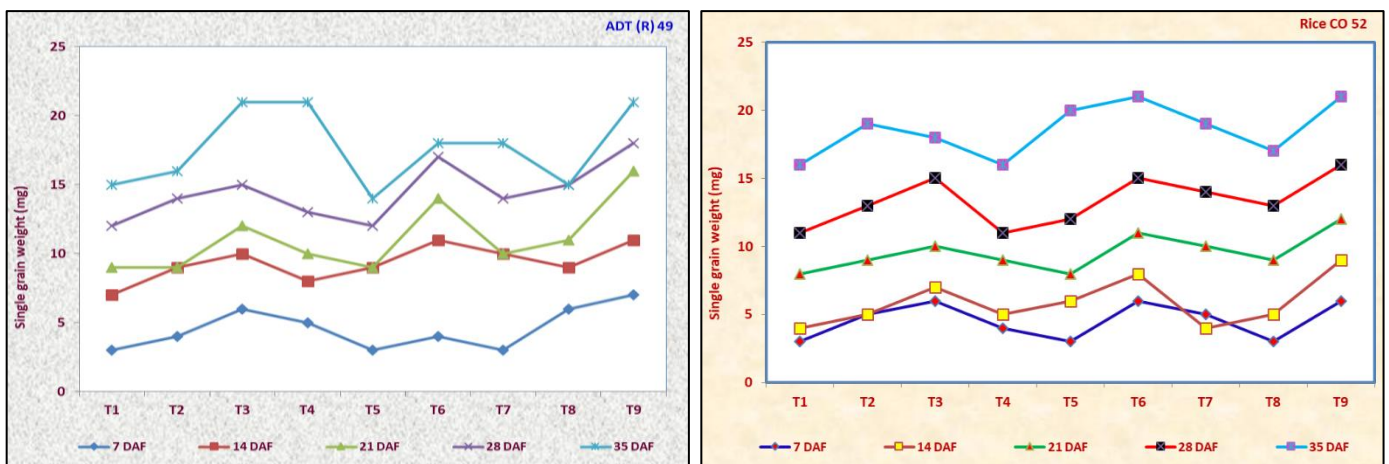 ADT (R) 49
25
20
15
10
5
0
Single grain weight (mg)
T1 T2 T3 T4 T5 T6 T7 T8 T9
7 DAF 14 DAF 21 DAF 28 DAF 35 DAF
Rice CO 52
25
20
15
10
5
0
Single grain weight (mg)
T1 T2 T3 T4 T5 T6 T7 T8 T9
7 DAF 14 DAF 21 DAF 28 DAF 35 DAF